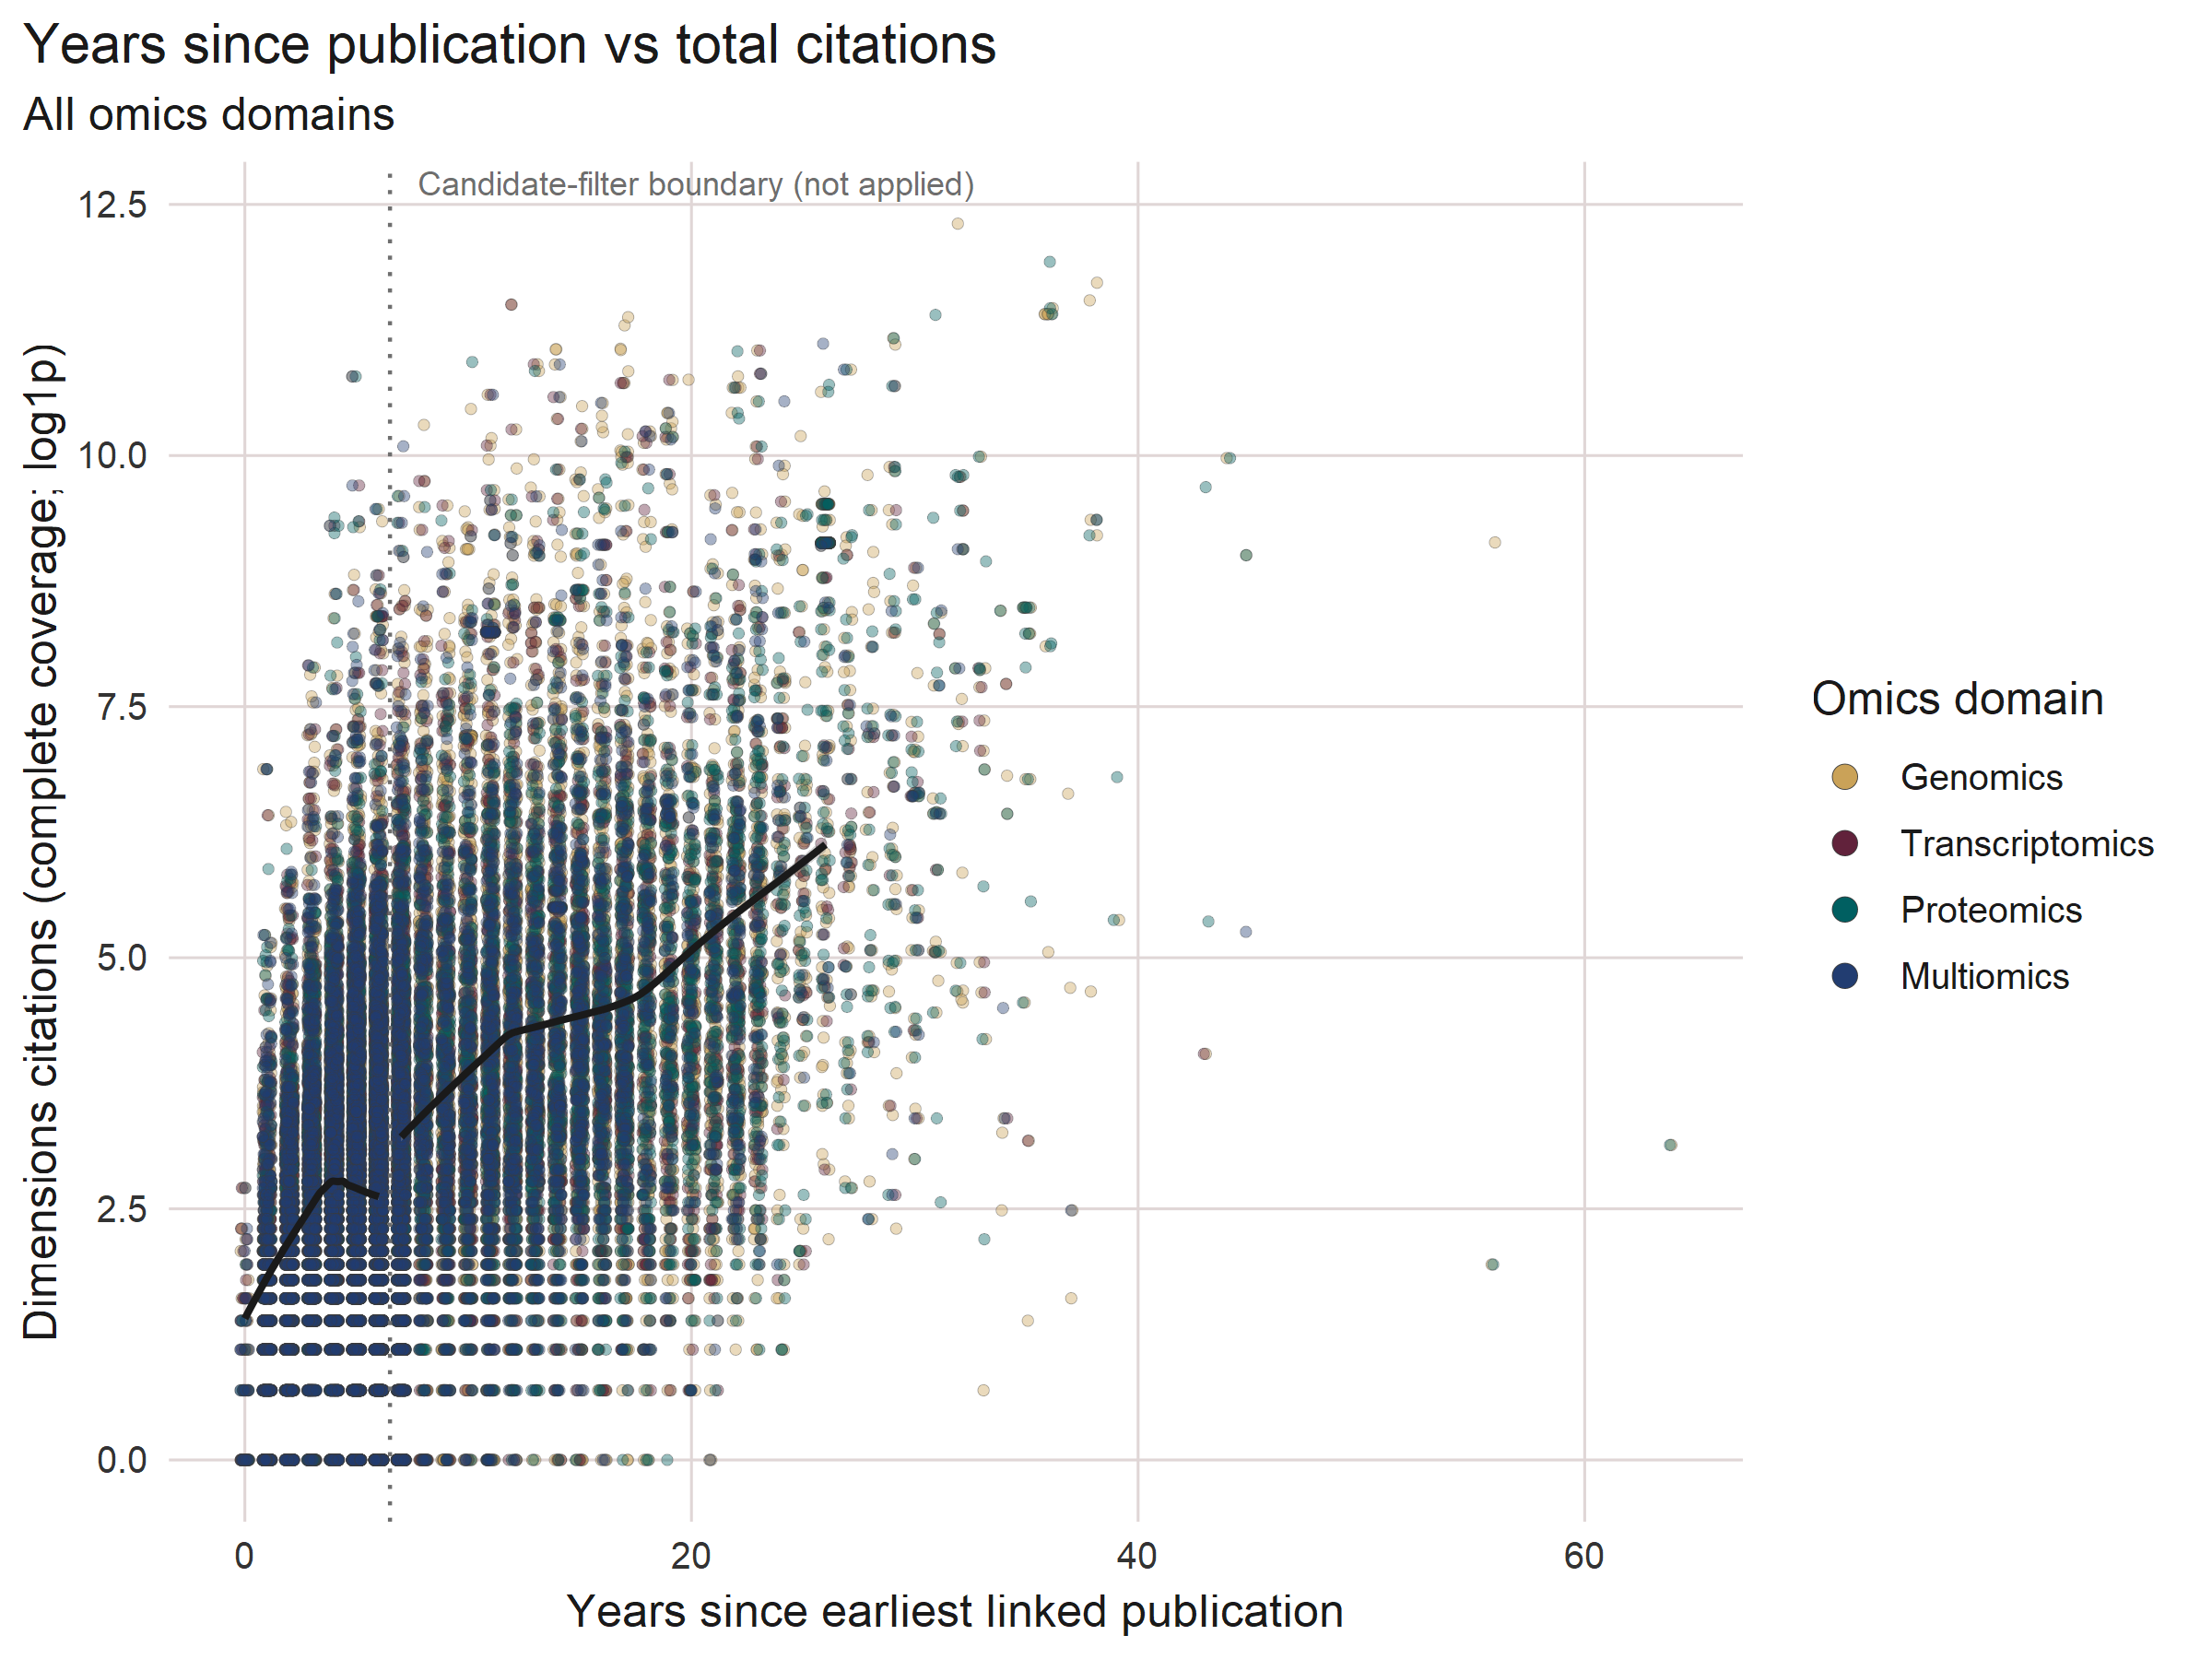 Years since publication vs total citations
All omics domains
Candidate-filter boundary (not applied)
12.5
10.0
7.5
5.0
2.5
0.0
Dimensions citations (complete coverage; log1p)
0
20
40
60
Years since earliest linked publication
Omics domain
Genomics
Transcriptomics
Proteomics
Multiomics